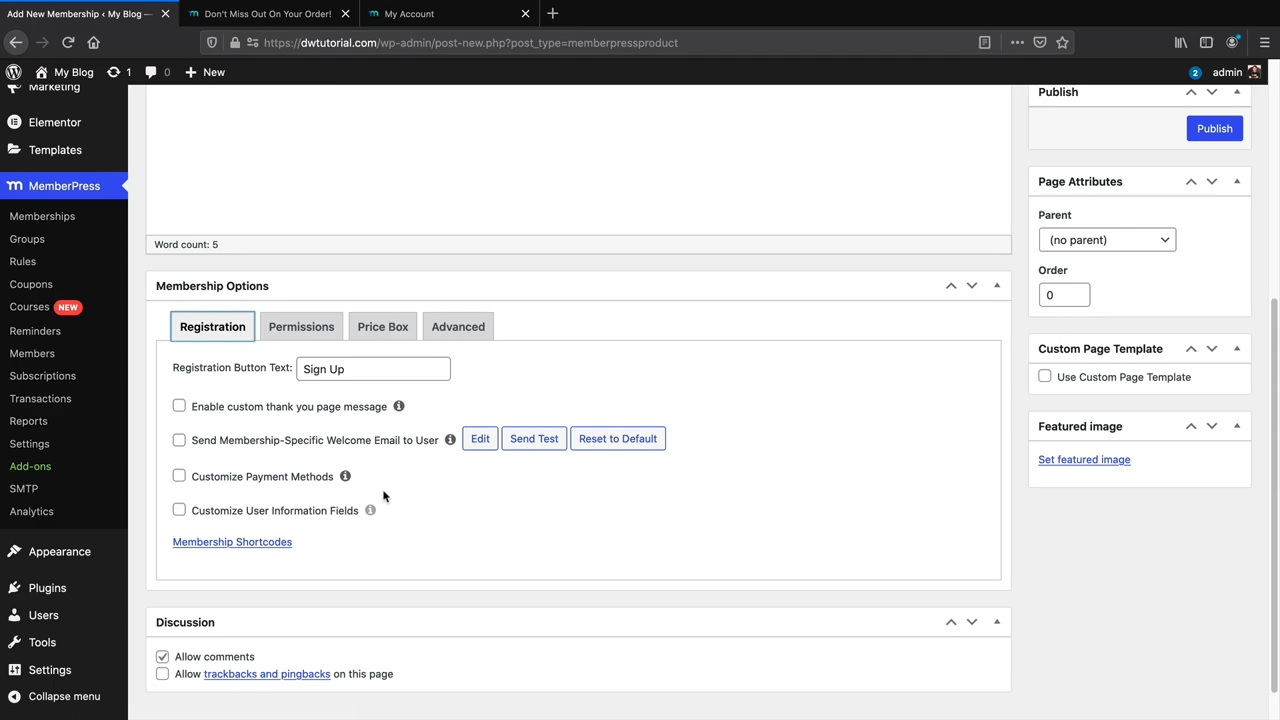 Add New Membership ‹ My Blog —
Don't Miss Out On Your Order!
My Account
https://dwtutorial.com/wp-admin/post-new.php?post_type=memberpressproduct
My Blog
1
0
New
2
admin
Marketing
Elementor
Templates
MemberPress
Memberships
Groups
Rules
Coupons
Courses NEW
Reminders
Members
Subscriptions
Transactions
Reports
Settings
Add-ons
SMTP
Analytics
Appearance
Plugins
Users
Tools
Settings
Collapse menu
Word count: 5
Membership Options
Registration
Permissions
Price Box
Advanced
Registration Button Text: Sign Up
Enable custom thank you page message
Send Membership-Specific Welcome Email to User Edit Send Test Reset to Default
Customize Payment Methods
Customize User Information Fields
Membership Shortcodes
Discussion
Allow comments
Allow trackbacks and pingbacks on this page
Publish
Publish
Page Attributes
Parent
(no parent)
Order
0
Custom Page Template
Use Custom Page Template
Featured image
Set featured image